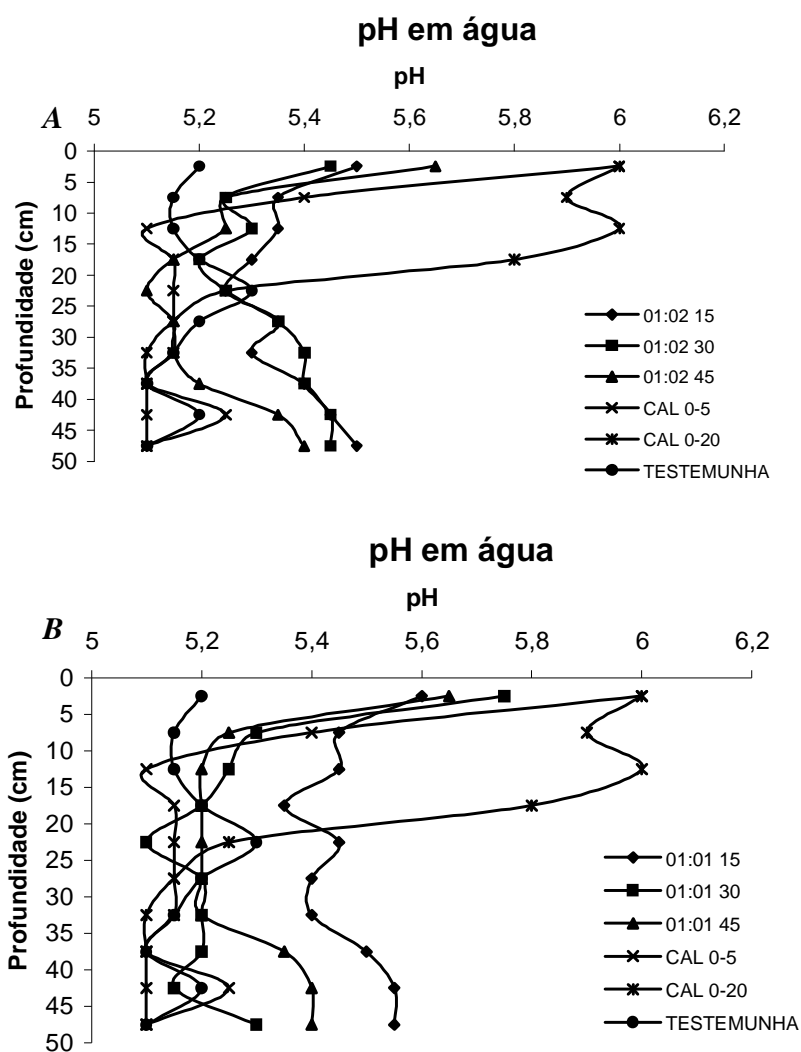 pH em água
pH
A
5 5,2 5,4 5,6 5,8 6 6,2
0
5
10
15
20
25
30
35
40
45
50
Profundidade (cm)
01:02 15
01:02 30
01:02 45
CAL 0-5
CAL 0-20
TESTEMUNHA
pH em água
pH
B
5 5,2 5,4 5,6 5,8 6 6,2
0
5
10
15
20
25
30
35
40
45
50
Profundidade (cm)
01:01 15
01:01 30
01:01 45
CAL 0-5
CAL 0-20
TESTEMUNHA